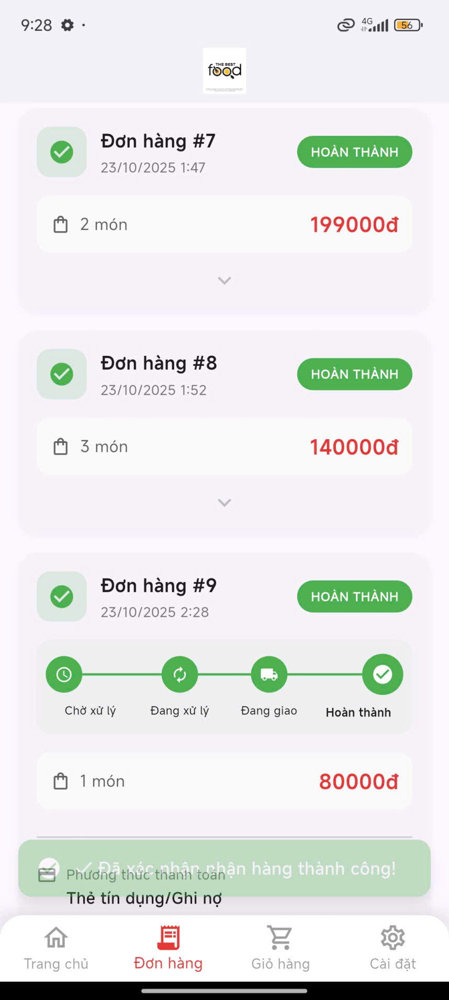 9:28
4G
56
THE BEST
food
Đơn hàng #7
HOÀN THÀNH
23/10/2025 1:47
2 món
199000đ
Đơn hàng #8
HOÀN THÀNH
23/10/2025 1:52
3 món
140000đ
Đơn hàng #9
HOÀN THÀNH
23/10/2025 2:28
Chờ xử lý
Đang xử lý
Đang giao
Hoàn thành
1 món
80000đ
✓ Đã xác nhận nhận hàng thành công!
Phương thức thanh toán
Thẻ tín dụng/Ghi nợ
Trang chủ
Đơn hàng
Giỏ hàng
Cài đặt